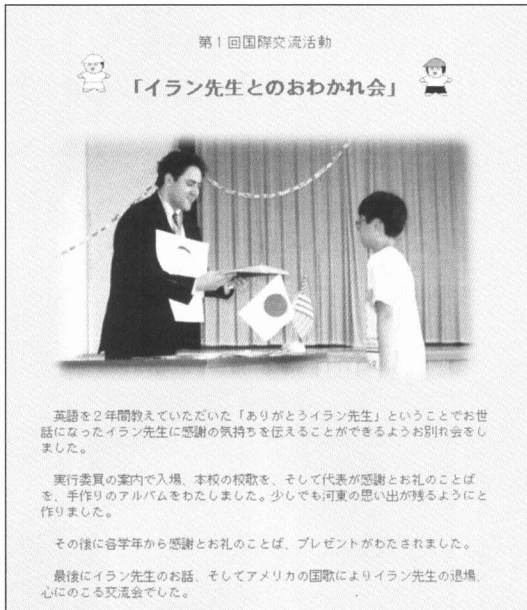 第1回国際交流活動
「イラン先生とのおわかれ会」
英語を2年間教えていただいた「ありがとうイラン先生」ということでお世
話になったイラン先生に感謝の気持ちを伝えることができるようお別れ会をし
ました。
実行委員の案内で入場、本校の校歌を、そして代表が感謝とお礼のことば
を、手作りのアルバムをわたしました。少しでも河東の思い出が残るようにと
作りました。
その後に各学年から感謝とお礼のことば、プレゼントがわたされました。
最後にイラン先生のお話、そしてアメリカの国歌によりイラン先生の退場、
心にのこる交流会でした。